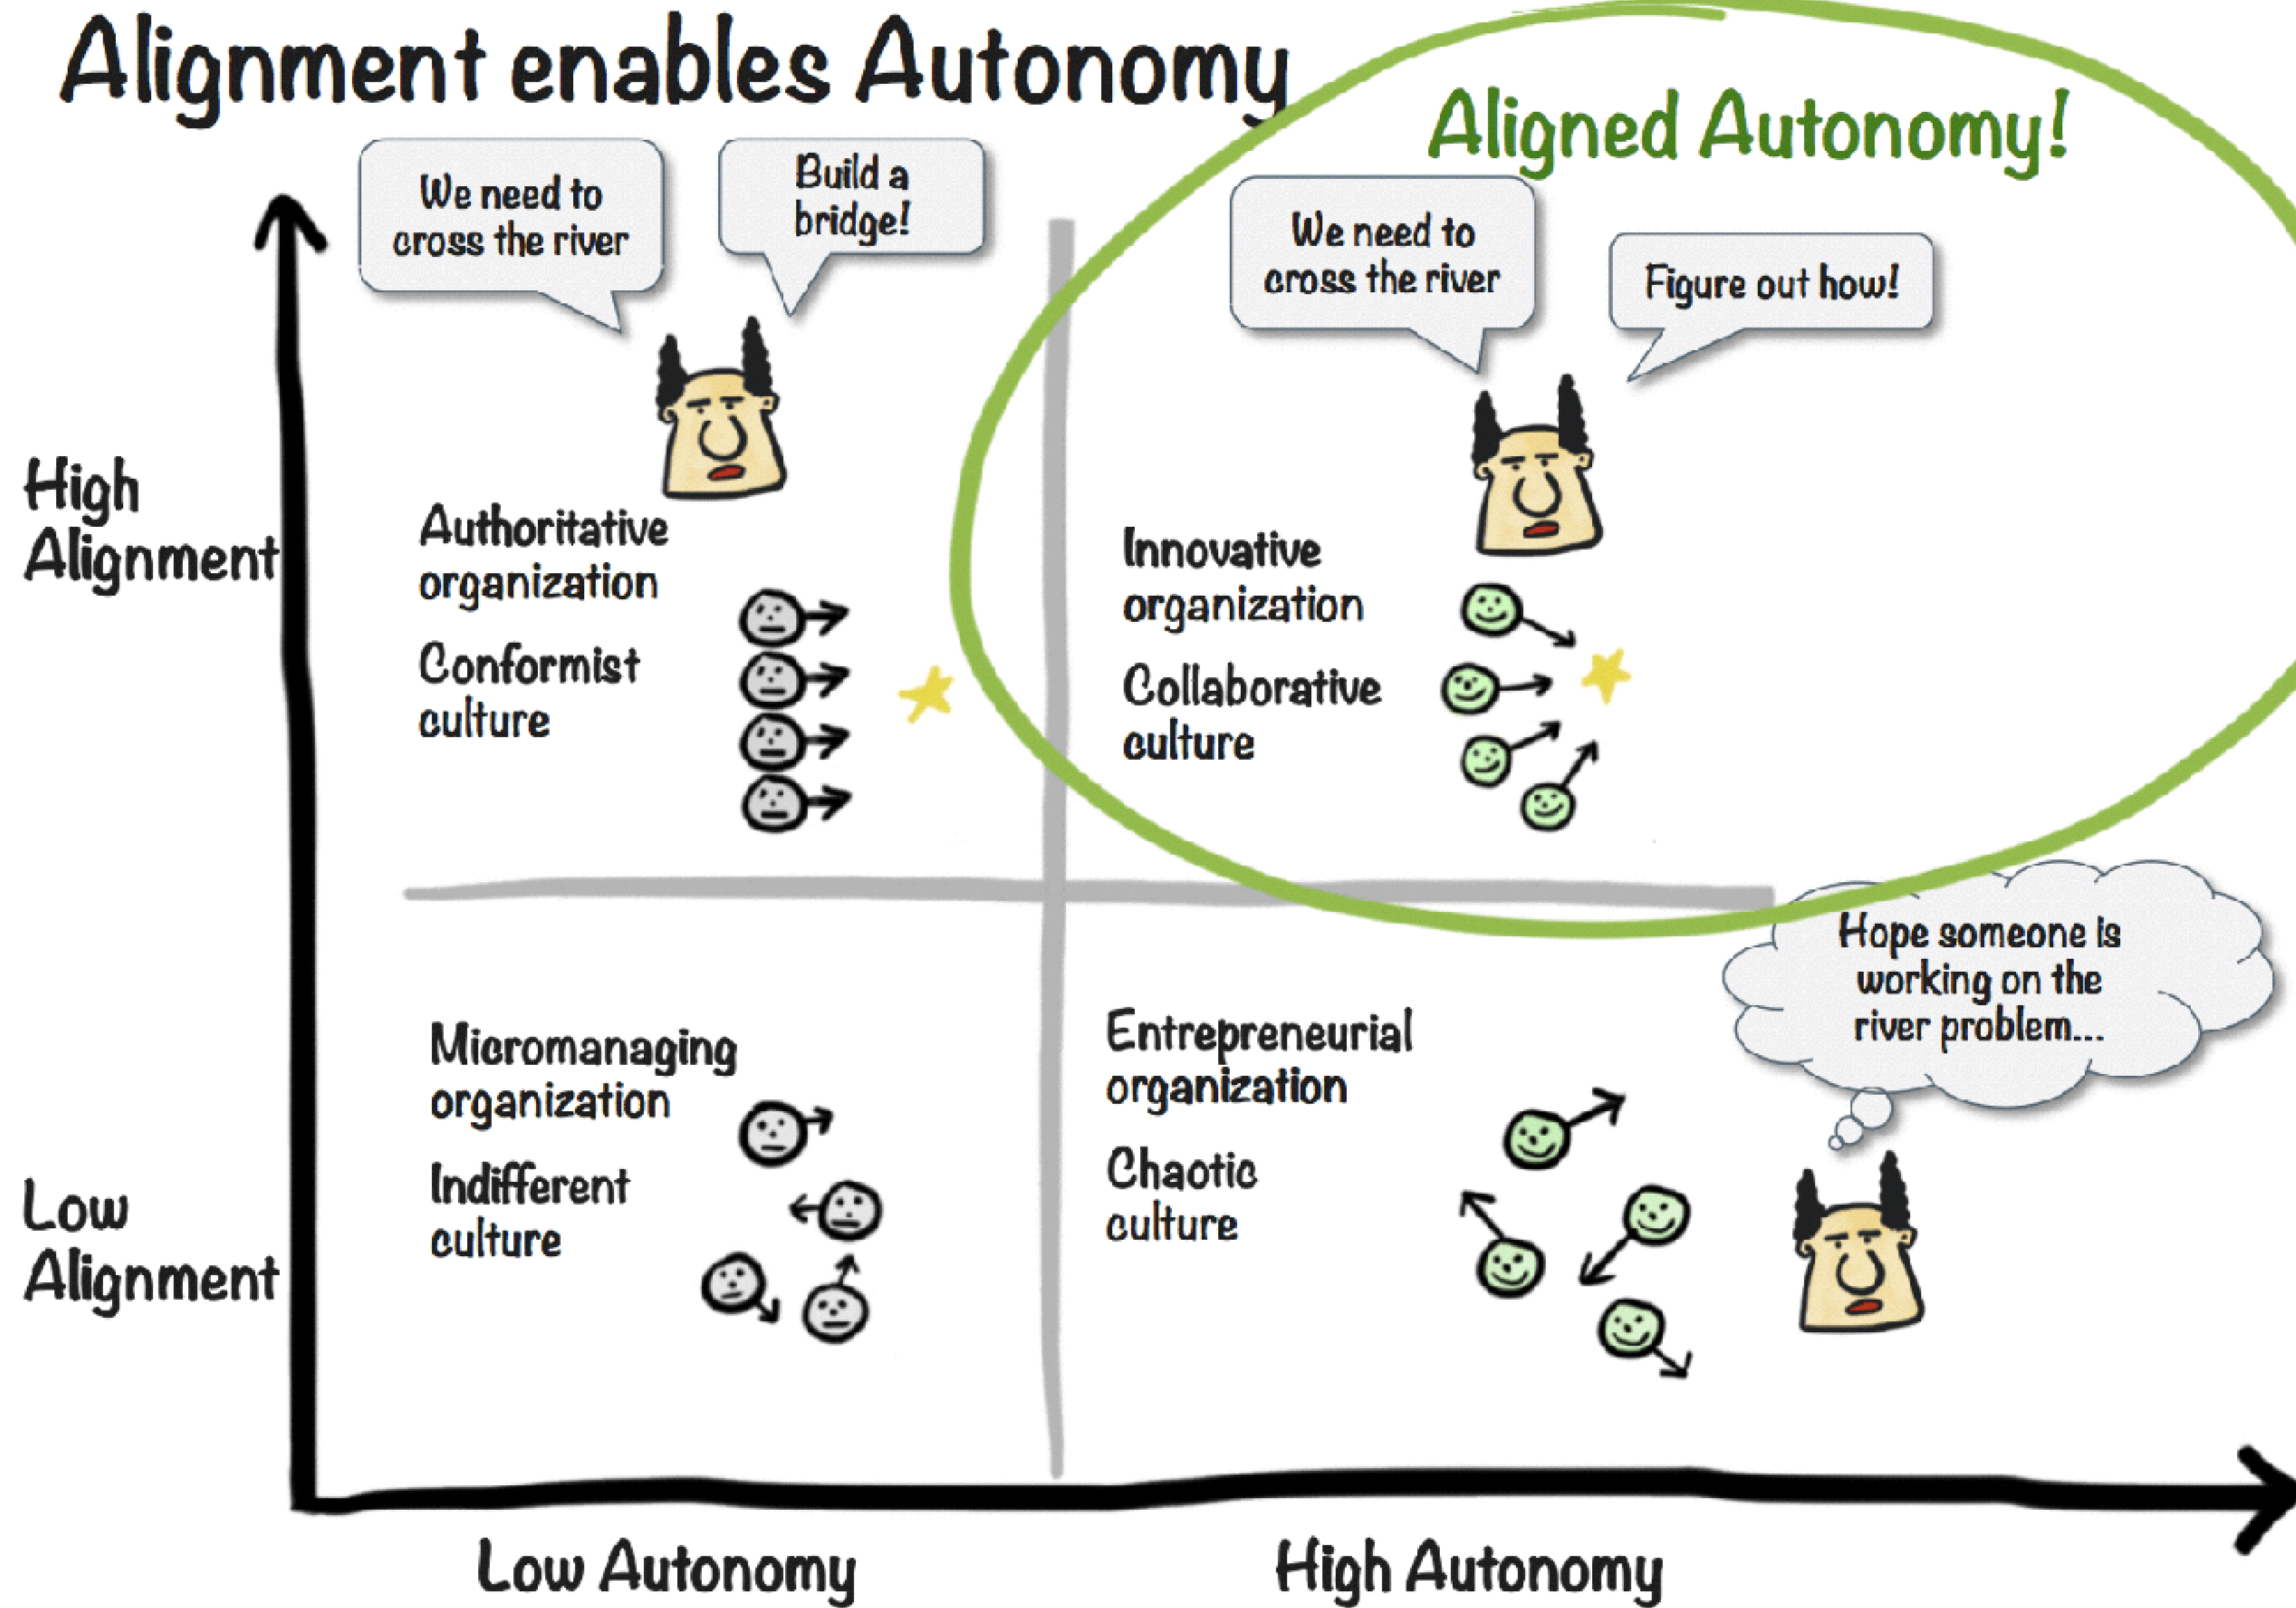 Alignment enables Autonomy
Aligned Autonomy!
We need to
cross the river
Build a
bridge!
We need to
cross the river
Figure out how!
High
Alignment
Authoritative
organization
Conformist
culture
Innovative
organization
Collaborative
culture
Hope someone is
working on the
river problem...
Low
Alignment
Micromanaging
organization
Indifferent
culture
Entrepreneurial
organization
Chaotic
culture
Low Autonomy
High Autonomy